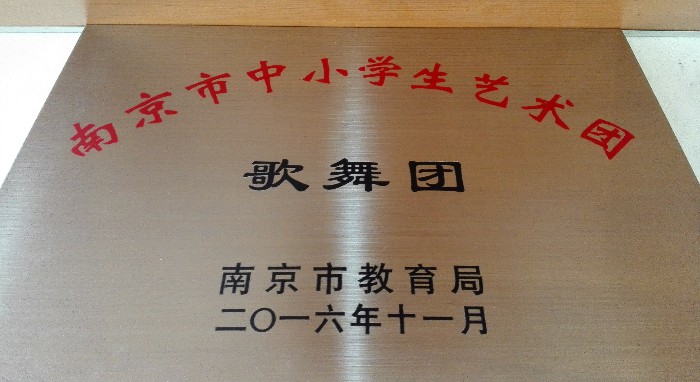 南京市中小学生艺术团
歌舞团
南京市教育局
二〇一六年十一月